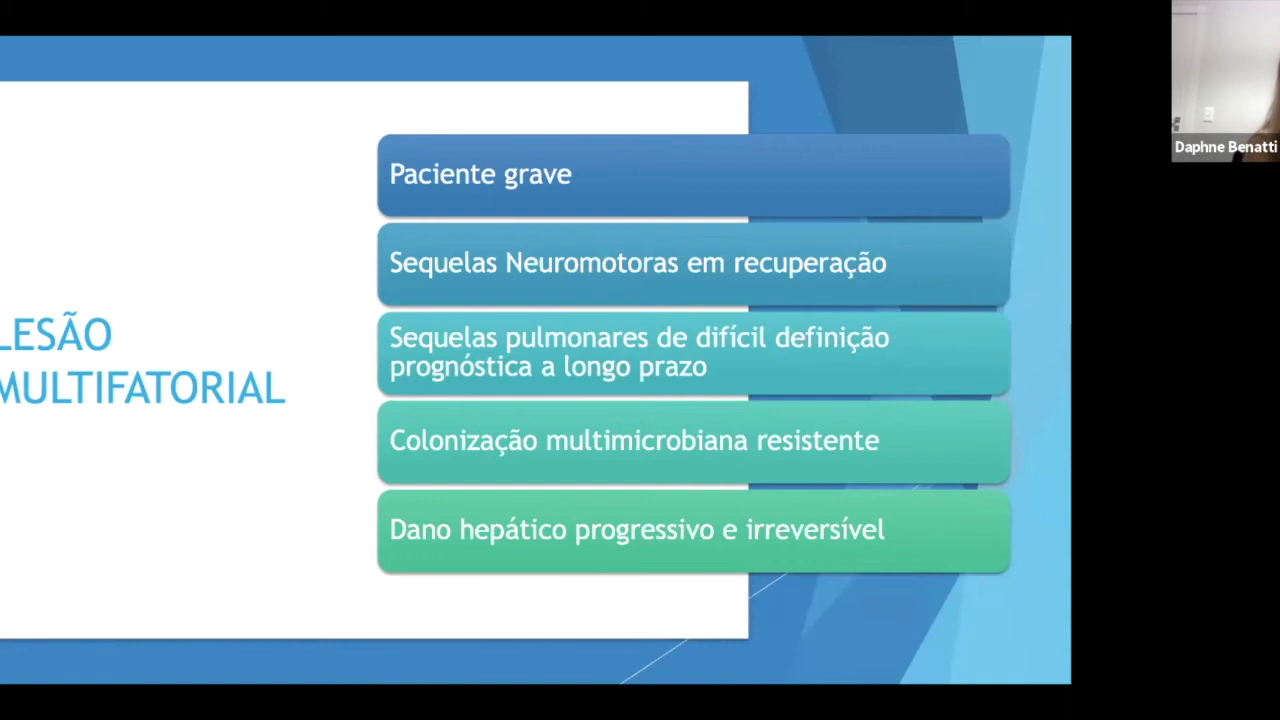 LESÃO
MULTIFATORIAL
Paciente grave
Sequelas Neuromotoras em recuperação
Sequelas pulmonares de difícil definição
prognóstica a longo prazo
Colonização multimicrobiana resistente
Dano hepático progressivo e irreversível
Daphne Benatti